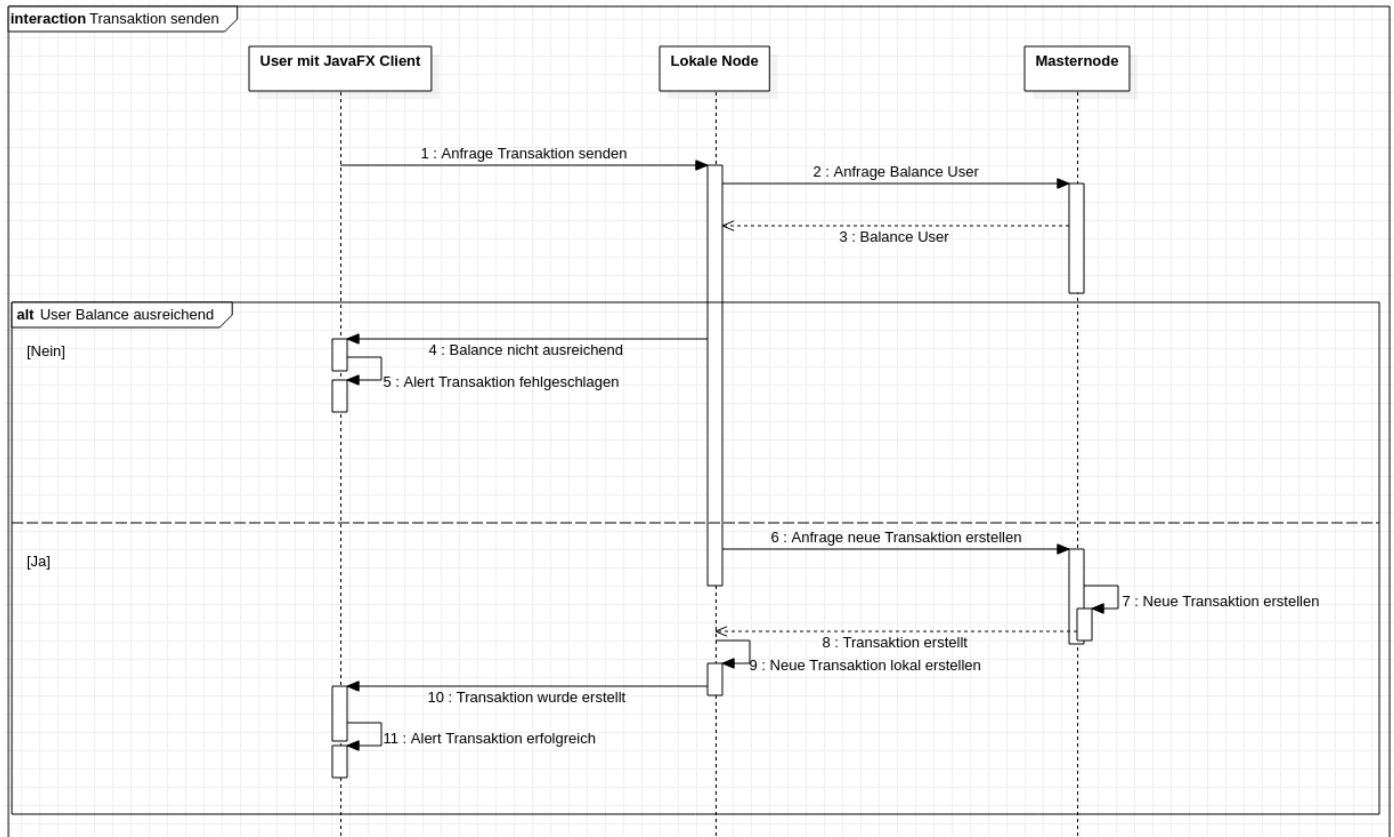 interaction Transaktion senden
User mit JavaFX Client
Lokale Node
Masternode
1 : Anfrage Transaktion senden
2 : Anfrage Balance User
3 : Balance User
alt User Balance ausreichend
[Nein]
4 : Balance nicht ausreichend
5 : Alert Transaktion fehlgeschlagen
6 : Anfrage neue Transaktion erstellen
[Ja]
7 : Neue Transaktion erstellen
8 : Transaktion erstellt
9 : Neue Transaktion lokal erstellen
10 : Transaktion wurde erstellt
11 : Alert Transaktion erfolgreich